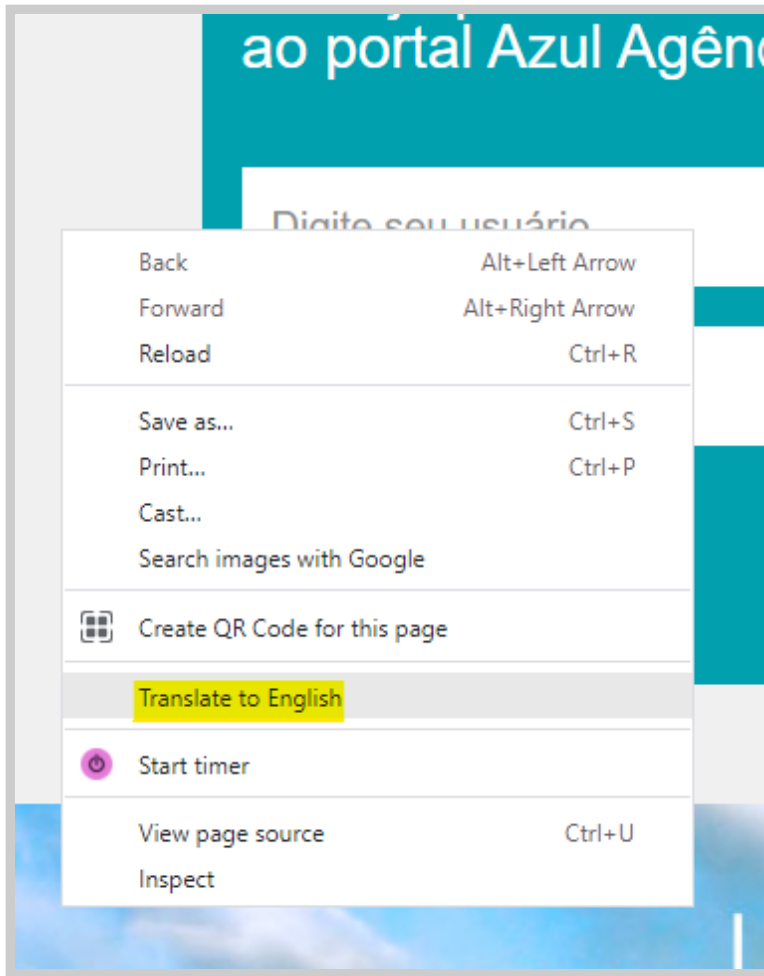 ao portal Azul
Digite seu usuário
Back Alt+Left Arrow
Forward Alt+Right Arrow
Reload Ctrl+R
Save as... Ctrl+S
Print... Ctrl+P
Cast...
Search images with Google
Create QR Code for this page
Translate to English
Start timer
View page source Ctrl+U
Inspect